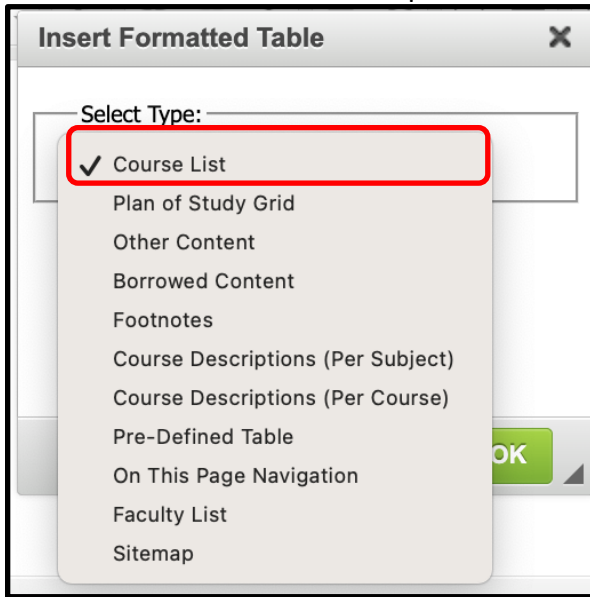 Insert Formatted Table
Select Type:
Course List
Plan of Study Grid
Other Content
Borrowed Content
Footnotes
Course Descriptions (Per Subject)
Course Descriptions (Per Course)
Pre-Defined Table
OK
On This Page Navigation
Faculty List
Sitemap